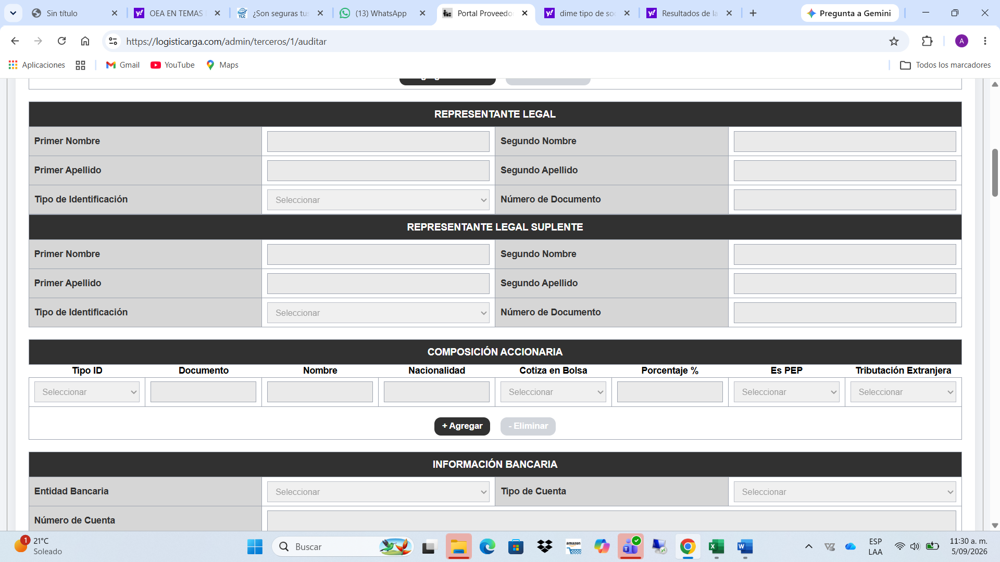 Sin título
OEA EN TEMAS
¿Son seguras tus
(13) WhatsApp
Portal Proveedo
dime tipo de so
Resultados de la
Pregunta a Gemini
https://logisticarga.com/admin/terceros/1/auditar
A
Aplicaciones
Gmail
YouTube
Maps
Todos los marcadores
REPRESENTANTE LEGAL
Primer Nombre
Segundo Nombre
Primer Apellido
Segundo Apellido
Tipo de Identificación
Seleccionar
Número de Documento
REPRESENTANTE LEGAL SUPLENTE
Primer Nombre
Segundo Nombre
Primer Apellido
Segundo Apellido
Tipo de Identificación
Seleccionar
Número de Documento
COMPOSICIÓN ACCIONARIA
Tipo ID
Documento
Nombre
Nacionalidad
Cotiza en Bolsa
Porcentaje %
Es PEP
Tributación Extranjera
Seleccionar
Seleccionar
Seleccionar
Seleccionar
+ Agregar
- Eliminar
INFORMACIÓN BANCARIA
Entidad Bancaria
Seleccionar
Tipo de Cuenta
Seleccionar
Número de Cuenta
1
21°C
Soleado
Buscar
amazon
ESP
LAA
11:30 a. m.
5/09/2026